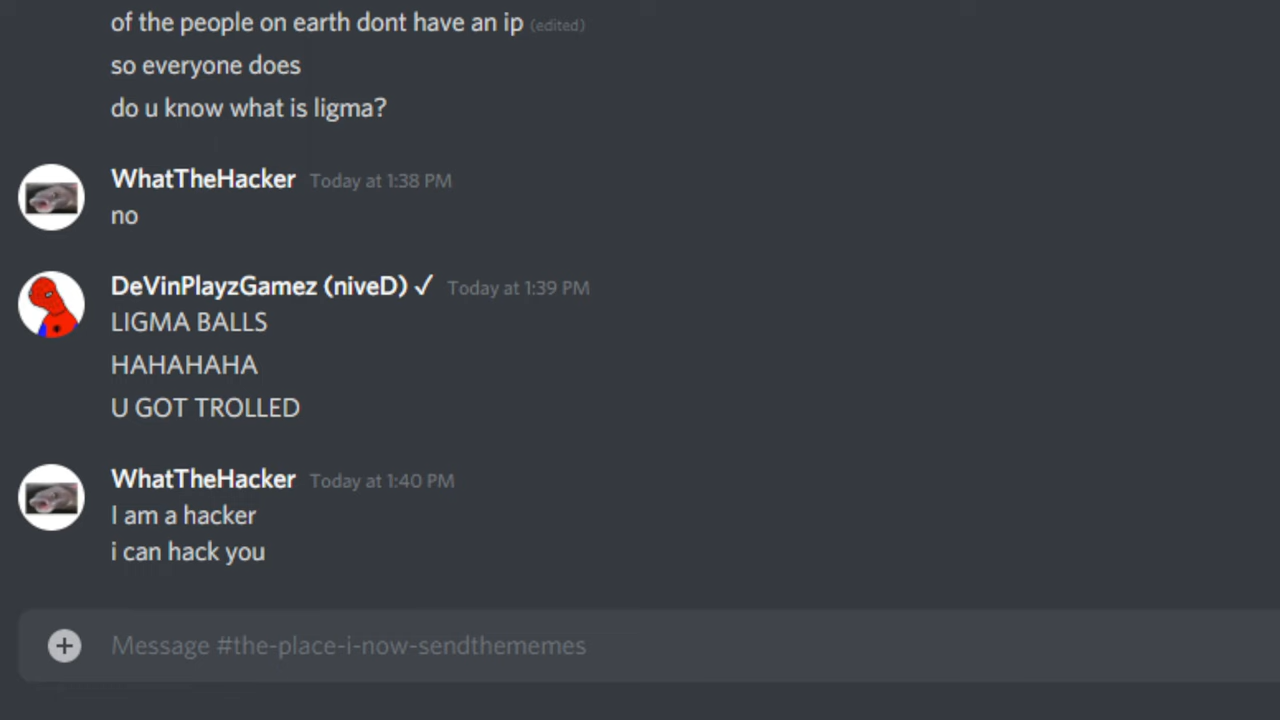 of the people on earth dont have an ip (edited)
so everyone does
do u know what is ligma?
WhatTheHacker Today at 1:38 PM
no
DeVinPlayzGamez (niveD) ✓ Today at 1:39 PM
LIGMA BALLS
HAHAHAHA
U GOT TROLLED
WhatTheHacker Today at 1:40 PM
I am a hacker
i can hack you
Message #the-place-i-now-sendthememes